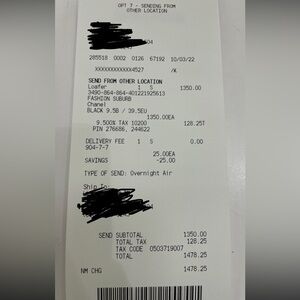 OPT 7 - SENDING FROM
OTHER LOCATION
04
285518 0002 0126 67192 10/03/22
XXXXXXXXXXXX4527 /K
SEND FROM OTHER LOCATION
Loafer 1 S 1350.00
3490-864-864-401221925613
FASHION SUBURB
Chanel
BLACK 9.5B / 39.5EU
1350.00EA
9.500% TAX 10200 128.25T
PIN 276686, 244622
DELIVERY FEE 1 S 0.00
904-7-7
25.00EA
SAVINGS -25.00
TYPE OF SEND: Overnight Air
Ship To:
SEND SUBTOTAL 1350.00
TOTAL TAX 128.25
TAX CODE 0503719007
TOTAL 1478.25
NM CHG 1478.25